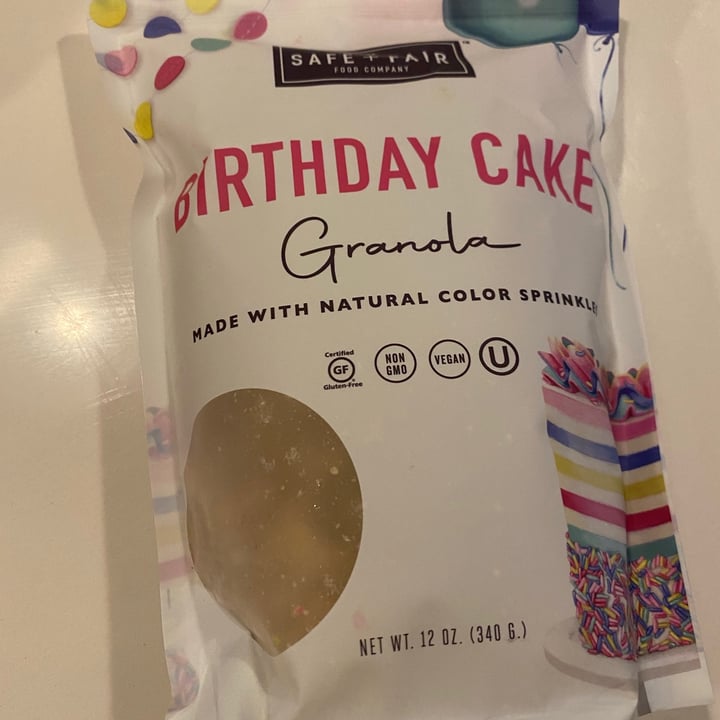 SAFE + FAIR
FOOD COMPANY
BIRTHDAY CAKE
Granola
MADE WITH NATURAL COLOR SPRINKLES
Certified
GF
Gluten-Free
NON
GMO
VEGAN
U
NET WT. 12 OZ. (340 G.)